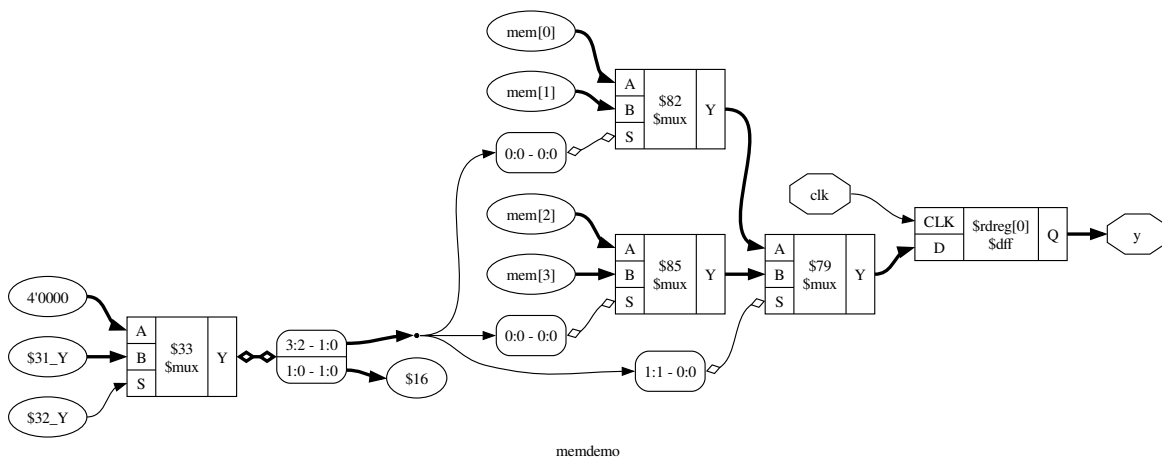 mem[0]
mem[1]
A
B
S
$82
$mux
Y
0:0 - 0:0
mem[2]
mem[3]
A
B
S
$85
$mux
Y
0:0 - 0:0
clk
A
B
S
$79
$mux
Y
CLK
D
$rdreg[0]
$dff
Q
y
4'0000
$31_Y
$32_Y
A
B
S
$33
$mux
Y
3:2 - 1:0
1:0 - 1:0
$16
1:1 - 0:0
memdemo